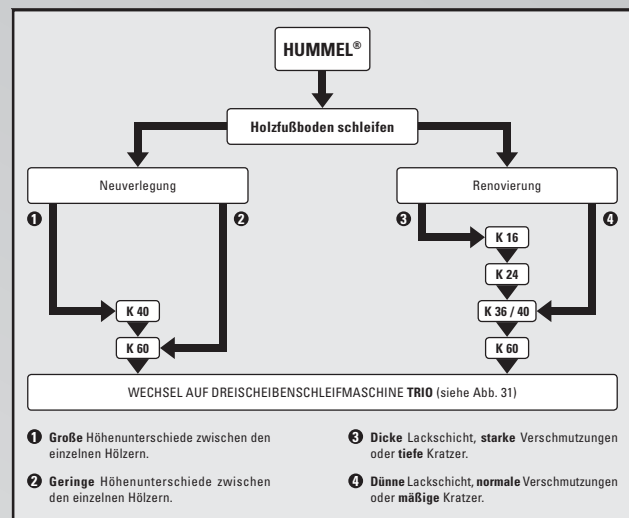 HUMMEL®
Holzfußboden schleifen
Neuverlegung
Renovierung
1
2
3
4
K 16
K 24
K 40
K 36 / 40
K 60
K 60
WECHSEL AUF DREISCHEIBENSCHLEIFMASCHINE TRIO (siehe Abb. 31)
1 Große Höhenunterschiede zwischen den
einzelnen Hölzern.
2 Geringe Höhenunterschiede zwischen
den einzelnen Hölzern.
3 Dicke Lackschicht, starke Verschmutzungen
oder tiefe Kratzer.
4 Dünne Lackschicht, normale Verschmutzungen
oder mäßige Kratzer.